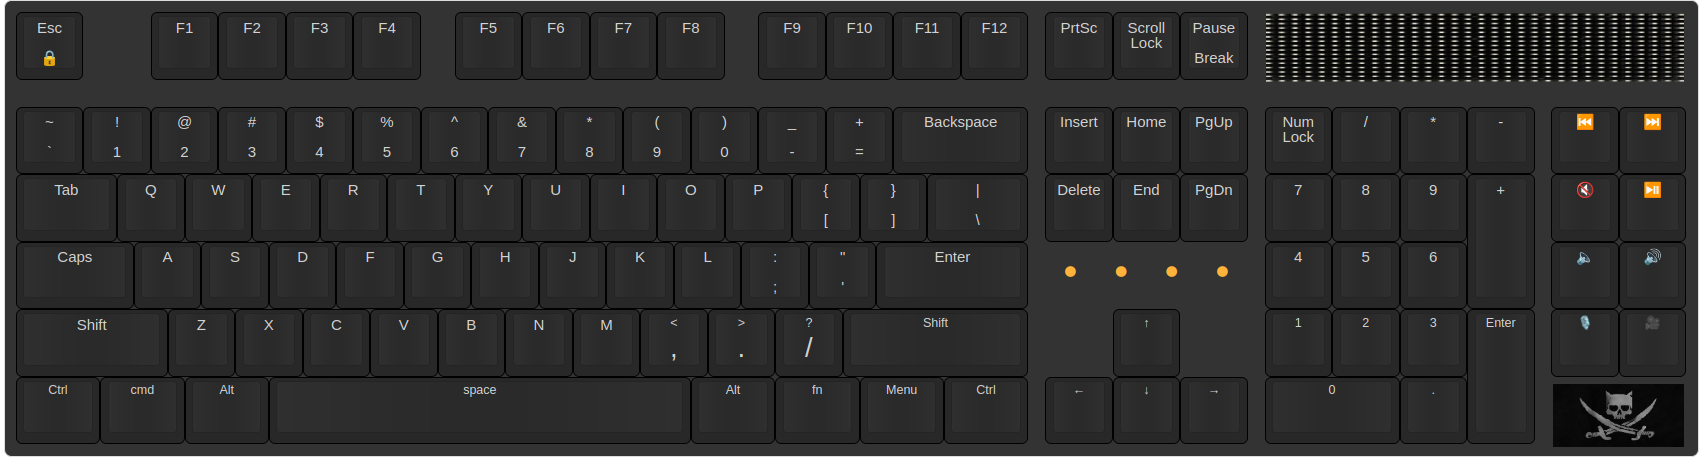 Esc F1 F2 F3 F4 F5 F6 F7 F8 F9 F10 F11 F12 PrtSc Scroll Lock Pause Break
🔒
~ ! @ # $ % ^ & * ( ) _ + Backspace Insert Home PgUp Num Lock / * - ⏮ ⏭
` 1 2 3 4 5 6 7 8 9 0 - =
Tab Q W E R T Y U I O P { } | Delete End PgDn 7 8 9 + 🔇 ⏯
[ ] \
Caps A S D F G H J K L : " Enter 4 5 6 🔈 🔊
; '
Shift Z X C V B N M < > ? Shift ↑ 1 2 3 Enter 🎙 🎥
, . /
Ctrl cmd Alt space Alt fn Menu Ctrl ← ↓ → 0 .